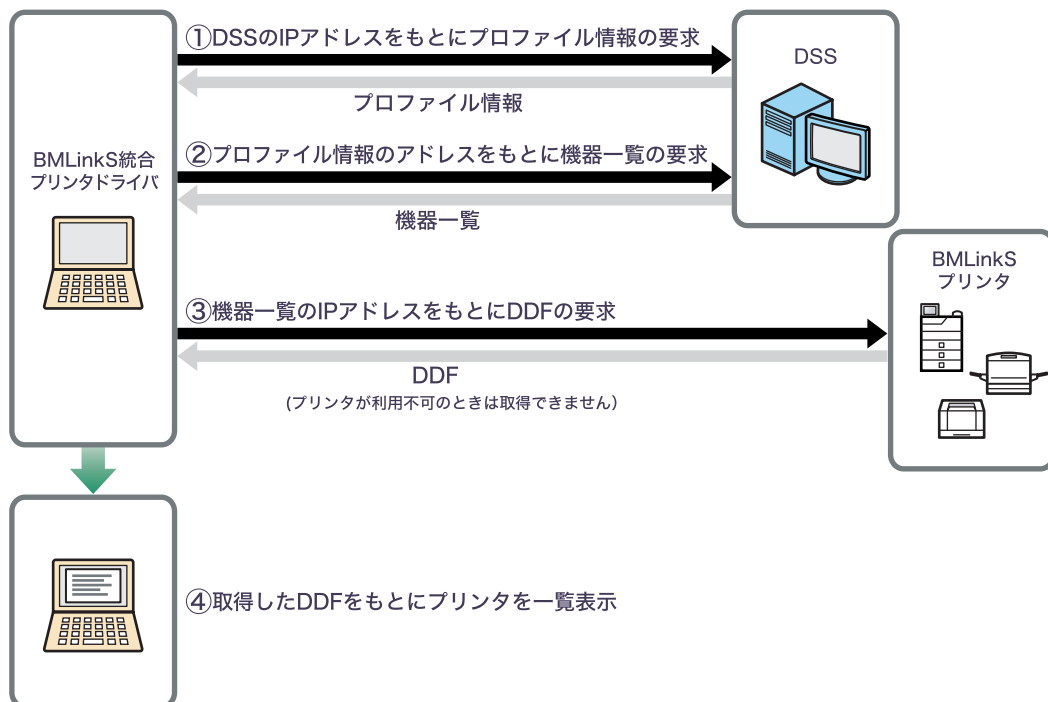 ①DSSのIPアドレスをもとにプロファイル情報の要求
プロファイル情報
DSS
BMLinkS統合
プリンタドライバ
②プロファイル情報のアドレスをもとに機器一覧の要求
機器一覧
BMLinkS
プリンタ
③機器一覧のIPアドレスをもとにDDFの要求
DDF
(プリンタが利用不可のときは取得できません）
④取得したDDFをもとにプリンタを一覧表示